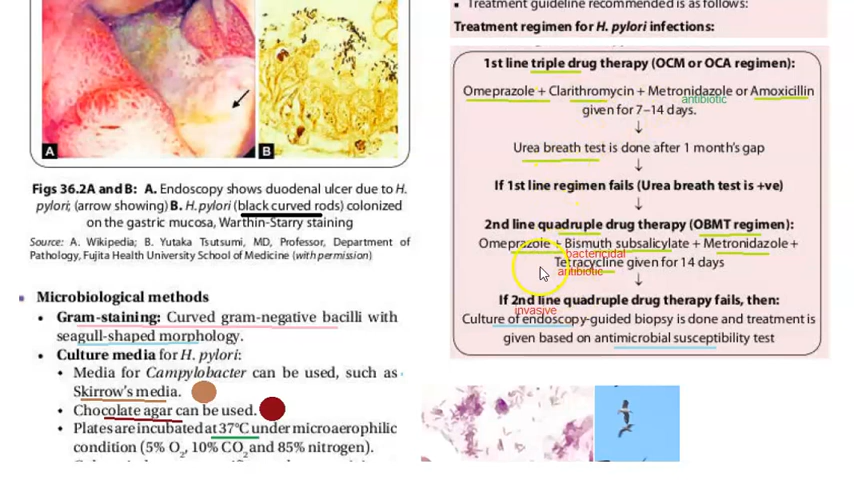 A
B
Figs 36.2A and B: A. Endoscopy shows duodenal ulcer due to H.
pylori; (arrow showing) B. H. pylori (black curved rods) colonized
on the gastric mucosa, Warthin-Starry staining
Source: A. Wikipedia; B. Yutaka Tsutsumi, MD, Professor, Department of
Pathology, Fujita Health University School of Medicine (with permission)
Microbiological methods
• Gram-staining: Curved gram-negative bacilli with
seagull-shaped morphology.
• Culture media for H. pylori:
• Media for Campylobacter can be used, such as
Skirrow's media.
• Chocolate agar can be used.
• Plates are incubated at 37°C under microaerophilic
condition (5% O2, 10% CO2 and 85% nitrogen).
• Treatment guideline recommended is as follows:
Treatment regimen for H. pylori infections:
1st line triple drug therapy (OCM or OCA regimen):
Omeprazole + Clarithromycin + Metronidazole or Amoxicillin
antibiotic
given for 7–14 days.
↓
Urea breath test is done after 1 month's gap
↓
If 1st line regimen fails (Urea breath test is +ve)
↓
2nd line quadruple drug therapy (OBMT regimen):
Omeprazole + Bismuth subsalicylate + Metronidazole +
bactericidal
Tetracycline given for 14 days
antibiotic
↓
If 2nd line quadruple drug therapy fails, then:
invasive
Culture of endoscopy-guided biopsy is done and treatment is
given based on antimicrobial susceptibility test